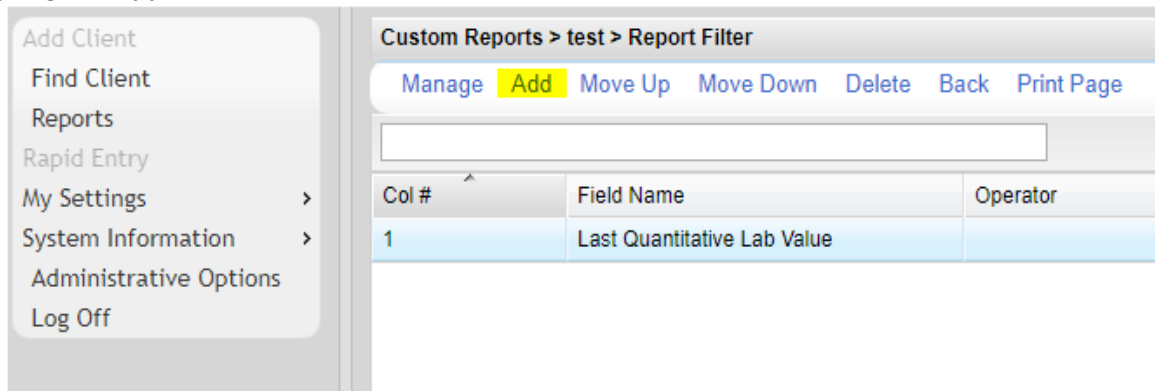 Add Client
Find Client
Reports
Rapid Entry
My Settings >
System Information >
Administrative Options
Log Off
Custom Reports > test > Report Filter
Manage Add Move Up Move Down Delete Back Print Page
Col # Field Name Operator
1 Last Quantitative Lab Value